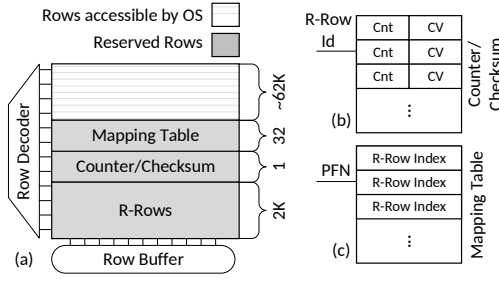 Rows accessible by OS
Reserved Rows
Row Decoder
Mapping Table
Counter/Checksum
R-Rows
~62K
32
1
2K
Row Buffer
(a)
R-Row
Id
Cnt CV
Cnt CV
Cnt CV
⋮
(b)
Counter/
Checksum
PFN
R-Row Index
R-Row Index
R-Row Index
⋮
(c)
Mapping Table